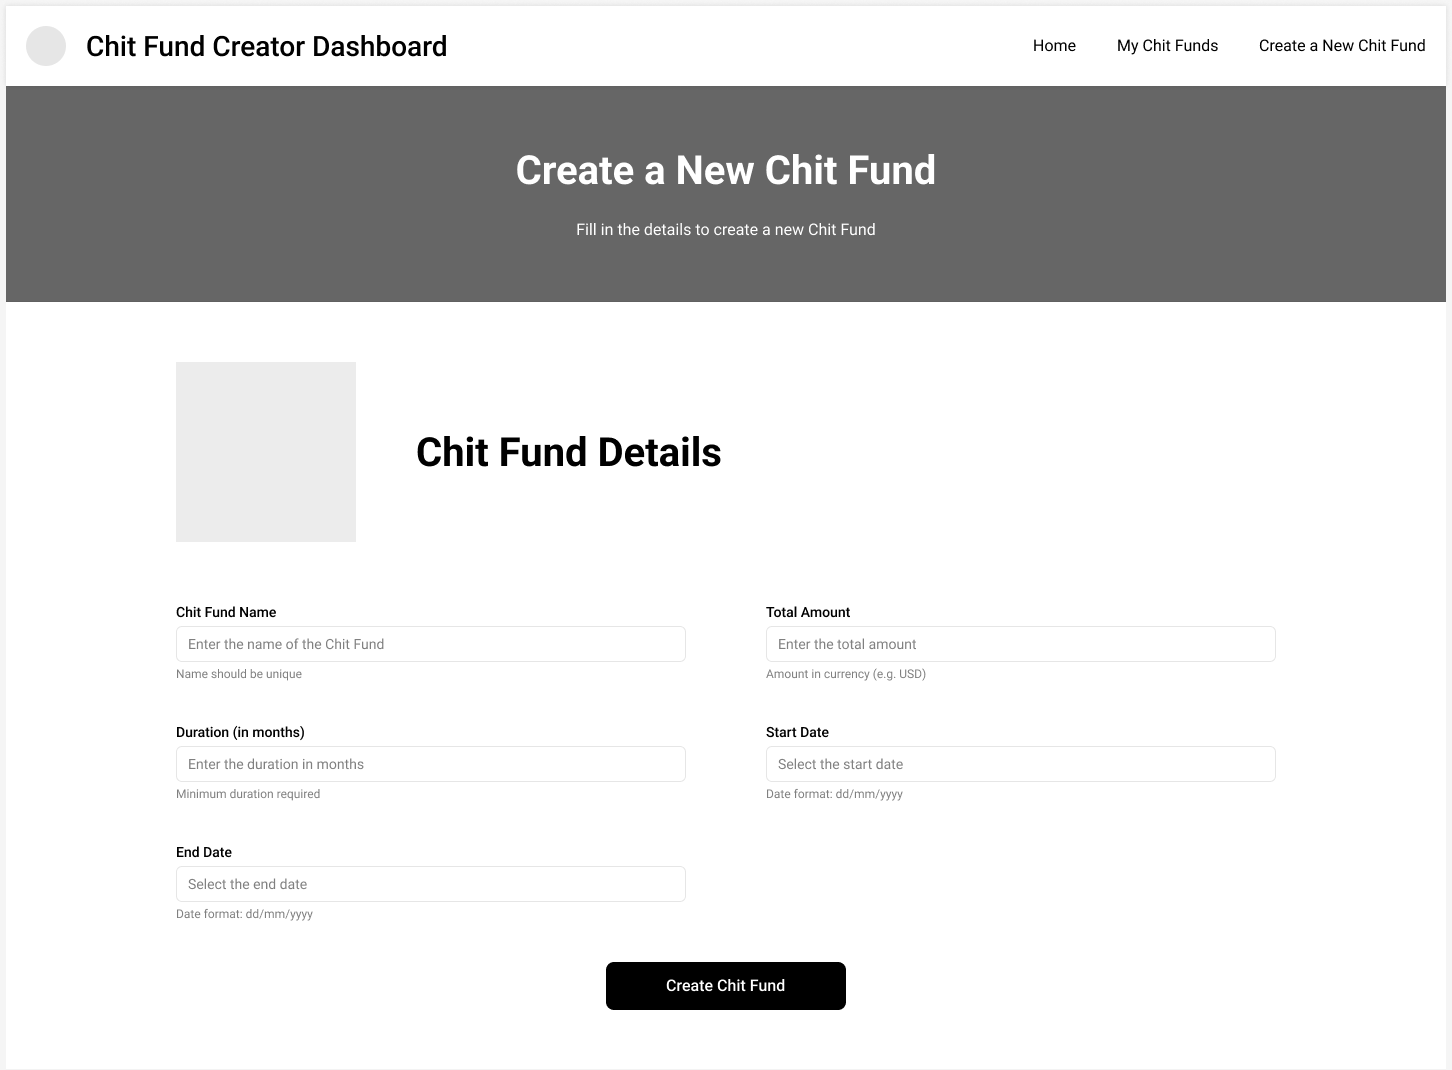 Chit Fund Creator Dashboard
Home
My Chit Funds
Create a New Chit Fund
Create a New Chit Fund
Fill in the details to create a new Chit Fund
Chit Fund Details
Chit Fund Name
Enter the name of the Chit Fund
Name should be unique
Total Amount
Enter the total amount
Amount in currency (e.g. USD)
Duration (in months)
Enter the duration in months
Minimum duration required
Start Date
Select the start date
Date format: dd/mm/yyyy
End Date
Select the end date
Date format: dd/mm/yyyy
Create Chit Fund